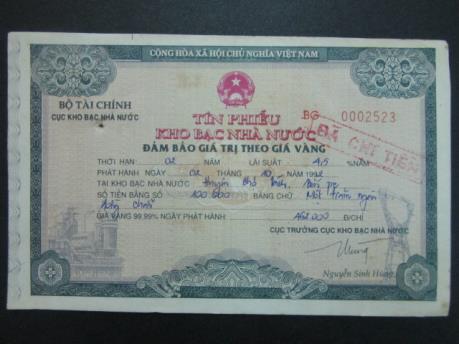 CỘNG HÒA XÃ HỘI CHỦ NGHĨA VIỆT NAM
BỘ TÀI CHÍNH
CỤC KHO BẠC NHÀ NƯỚC
TÍN PHIẾU
KHO BẠC NHÀ NƯỚC
BG 0002523
ĐÃ CHI TIỀN
ĐẢM BẢO GIÁ TRỊ THEO GIÁ VÀNG
THỜI HẠN 02 NĂM LÃI SUẤT 4,5 % NĂM
PHÁT HÀNH NGÀY 02 THÁNG 10 NĂM 1992
TẠI KHO BẠC NHÀ NƯỚC
SỐ TIỀN 100 000 BẰNG CHỮ Một trăm ngàn
đồng chẵn
GIÁ VÀNG 99.99% NGÀY PHÁT HÀNH Đ/CHỈ
CỤC TRƯỞNG CỤC KHO BẠC NHÀ NƯỚC
Nguyễn Sinh Hùng